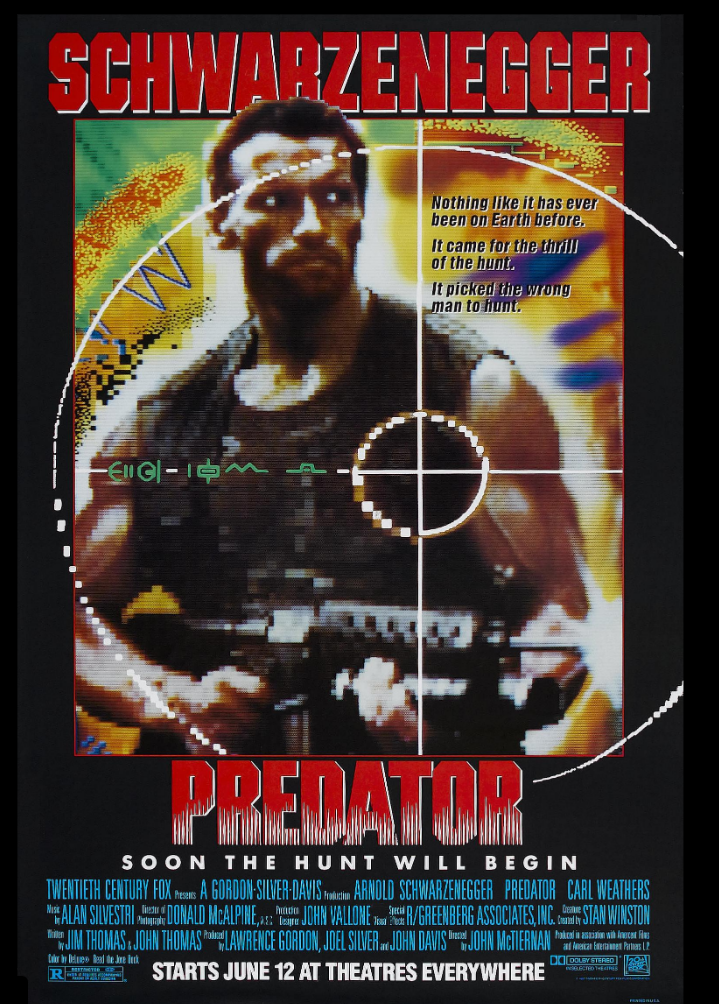 SCHWARZENEGGER
Nothing like it has ever
been on Earth before.
It came for the thrill
of the hunt.
It picked the wrong
man to hunt.
PREDATOR
SOON THE HUNT WILL BEGIN
TWENTIETH CENTURY FOX Presents A GORDON-SILVER-DAVIS Production ARNOLD SCHWARZENEGGER PREDATOR CARL WEATHERS
Music by ALAN SILVESTRI Director of Photography DONALD McALPINE, Production Designer JOHN VALLONE Special Visual Effects R/GREENBERG ASSOCIATES, INC. Creature Created by STAN WINSTON
Written by JIM THOMAS & JOHN THOMAS Produced by LAWRENCE GORDON, JOEL SILVER and JOHN DAVIS Directed by JOHN McTIERNAN Produced in association with Amercent Films and American Entertainment Partners L.P.
Color by DeLuxe® Read the Jove Book
R RESTRICTED
STARTS JUNE 12 AT THEATRES EVERYWHERE
DOLBY STEREO
IN SELECTED THEATRES